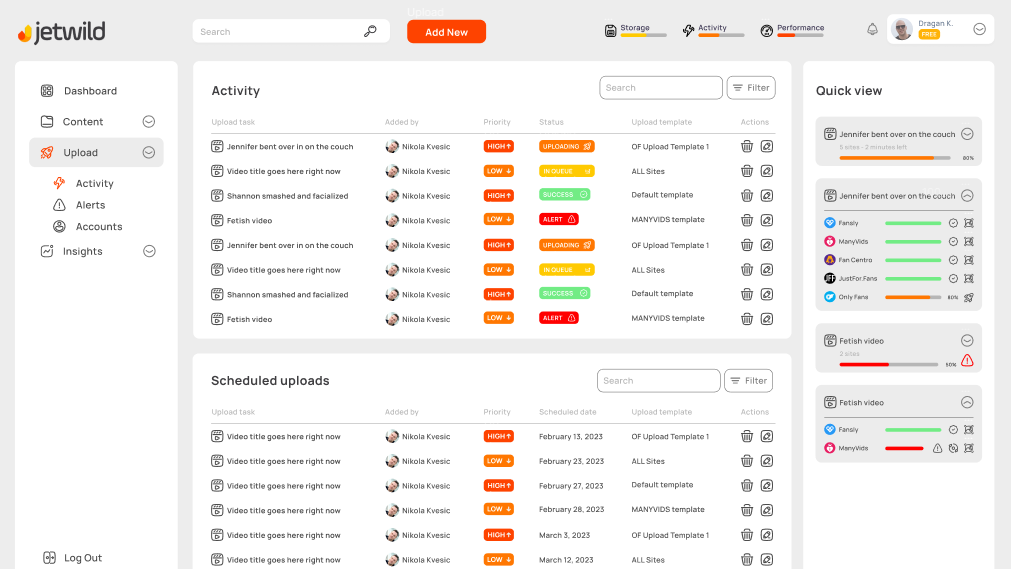 jetwild
Search
Upload
Add New
Storage
Activity
Performance
Dragan K.
FREE
Dashboard
Content
Upload
Activity
Alerts
Accounts
Insights
Log Out
Activity
Search
Filter
Upload task Added by Priority Status Upload template Actions
Jennifer bent over in on the couch Nikola Kvesic HIGH UPLOADING OF Upload Template 1
Video title goes here right now Nikola Kvesic LOW IN QUEUE ALL Sites
Shannon smashed and facialized Nikola Kvesic HIGH SUCCESS Default template
Fetish video Nikola Kvesic LOW ALERT MANYVIDS template
Jennifer bent over in on the couch Nikola Kvesic HIGH UPLOADING OF Upload Template 1
Video title goes here right now Nikola Kvesic LOW IN QUEUE ALL Sites
Shannon smashed and facialized Nikola Kvesic HIGH SUCCESS Default template
Fetish video Nikola Kvesic LOW ALERT MANYVIDS template
Scheduled uploads
Search
Filter
Upload task Added by Priority Scheduled date Upload template Actions
Video title goes here right now Nikola Kvesic HIGH February 13, 2023 OF Upload Template 1
Video title goes here right now Nikola Kvesic LOW February 23, 2023 ALL Sites
Video title goes here right now Nikola Kvesic HIGH February 27, 2023 Default template
Video title goes here right now Nikola Kvesic LOW February 28, 2023 MANYVIDS template
Video title goes here right now Nikola Kvesic HIGH March 3, 2023 OF Upload Template 1
Video title goes here right now Nikola Kvesic LOW March 12, 2023 ALL Sites
Quick view
Jennifer bent over on the couch
5 sites - 2 minutes left
80%
Jennifer bent over on the couch
Fansly
ManyVids
Fan Centro
JFF JustFor.Fans
Only Fans 80%
Fetish video
2 sites
50%
Fetish video
Fansly
ManyVids